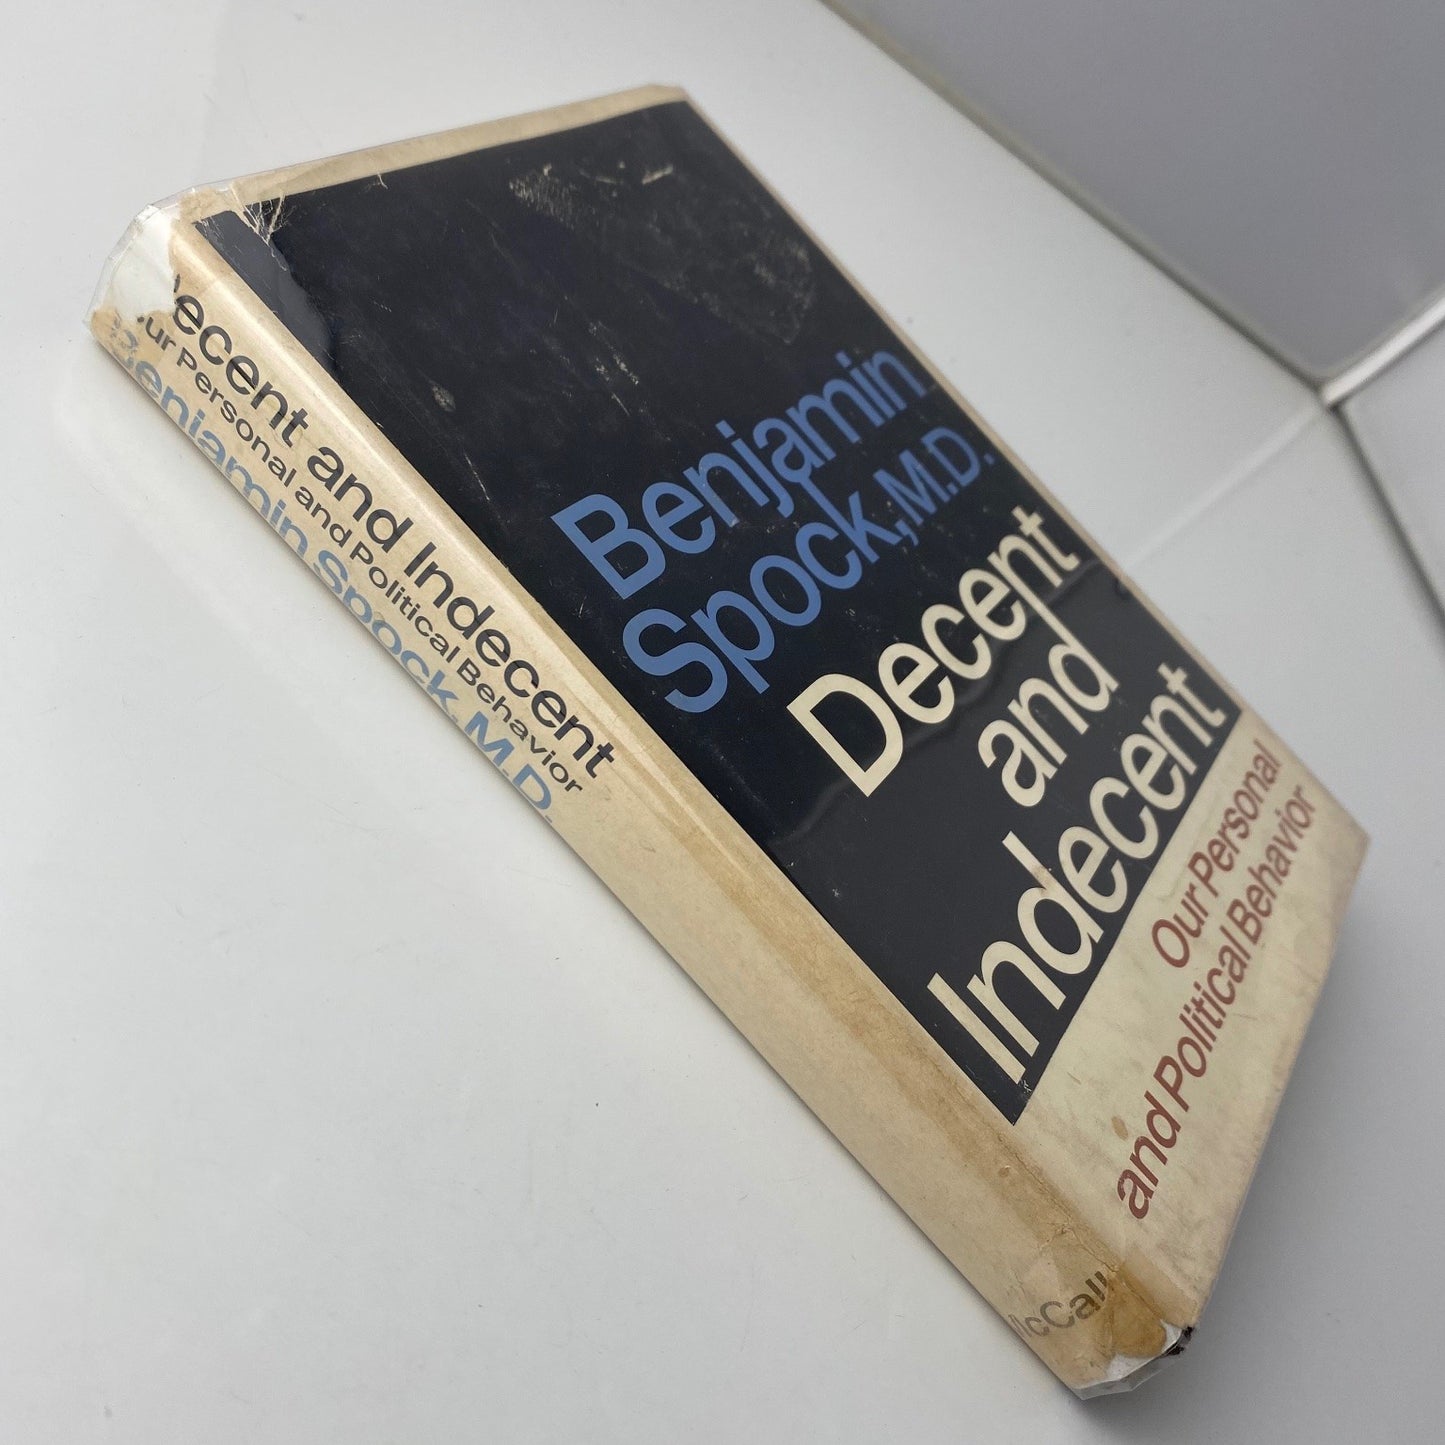 Benjamin
Spock, M.D.
Decent
and
Indecent
Our Personal
and Political Behavior
Decent and Indecent
Our Personal and Political Behavior
Benjamin Spock, M.D.
McCall